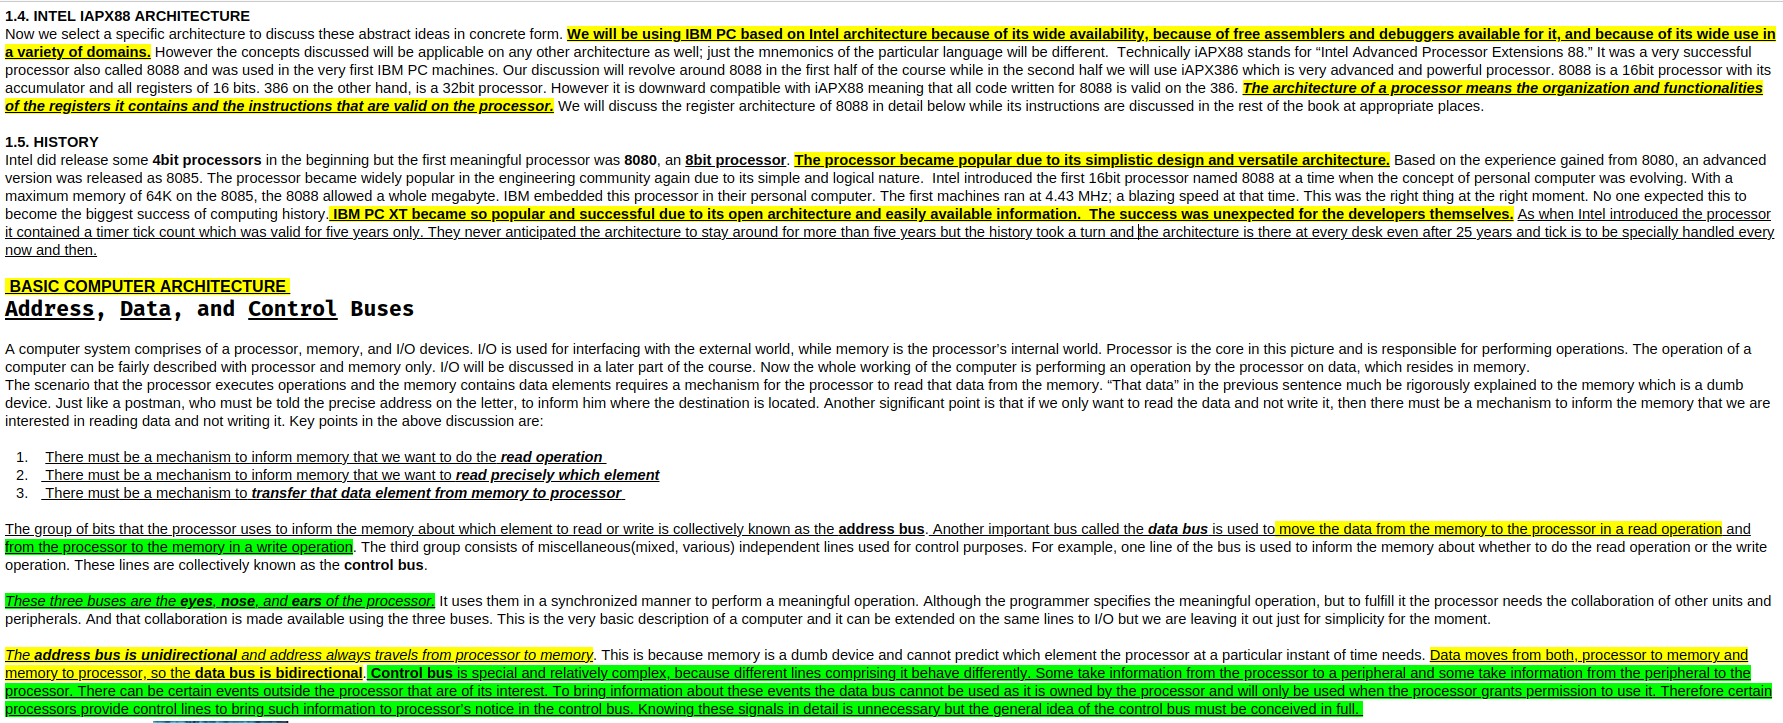 1.4. INTEL IAPX88 ARCHITECTURE
Now we select a specific architecture to discuss these abstract ideas in concrete form. We will be using IBM PC based on Intel architecture because of its wide availability, because of free assemblers and debuggers available for it, and because of its wide use in
a variety of domains. However the concepts discussed will be applicable on any other architecture as well; just the mnemonics of the particular language will be different. Technically iAPX88 stands for “Intel Advanced Processor Extensions 88.” It was a very successful
processor also called 8088 and was used in the very first IBM PC machines. Our discussion will revolve around 8088 in the first half of the course while in the second half we will use iAPX386 which is very advanced and powerful processor. 8088 is a 16bit processor with its
accumulator and all registers of 16 bits. 386 on the other hand, is a 32bit processor. However it is downward compatible with iAPX88 meaning that all code written for 8088 is valid on the 386. The architecture of a processor means the organization and functionalities
of the registers it contains and the instructions that are valid on the processor. We will discuss the register architecture of 8088 in detail below while its instructions are discussed in the rest of the book at appropriate places.
1.5. HISTORY
Intel did release some 4bit processors in the beginning but the first meaningful processor was 8080, an 8bit processor. The processor became popular due to its simplistic design and versatile architecture. Based on the experience gained from 8080, an advanced
version was released as 8085. The processor became widely popular in the engineering community again due to its simple and logical nature. Intel introduced the first 16bit processor named 8088 at a time when the concept of personal computer was evolving. With a
maximum memory of 64K on the 8085, the 8088 allowed a whole megabyte. IBM embedded this processor in their personal computer. The first machines ran at 4.43 MHz; a blazing speed at that time. This was the right thing at the right moment. No one expected this to
become the biggest success of computing history. IBM PC XT became so popular and successful due to its open architecture and easily available information. The success was unexpected for the developers themselves. As when Intel introduced the processor
it contained a timer tick count which was valid for five years only. They never anticipated the architecture to stay around for more than five years but the history took a turn and the architecture is there at every desk even after 25 years and tick is to be specially handled every
now and then.
BASIC COMPUTER ARCHITECTURE
Address, Data, and Control Buses
A computer system comprises of a processor, memory, and I/O devices. I/O is used for interfacing with the external world, while memory is the processor’s internal world. Processor is the core in this picture and is responsible for performing operations. The operation of a
computer can be fairly described with processor and memory only. I/O will be discussed in a later part of the course. Now the whole working of the computer is performing an operation by the processor on data, which resides in memory.
The scenario that the processor executes operations and the memory contains data elements requires a mechanism for the processor to read that data from the memory. “That data” in the previous sentence much be rigorously explained to the memory which is a dumb
device. Just like a postman, who must be told the precise address on the letter, to inform him where the destination is located. Another significant point is that if we only want to read the data and not write it, then there must be a mechanism to inform the memory that we are
interested in reading data and not writing it. Key points in the above discussion are:
1. There must be a mechanism to inform memory that we want to do the read operation
2. There must be a mechanism to inform memory that we want to read precisely which element
3. There must be a mechanism to transfer that data element from memory to processor
The group of bits that the processor uses to inform the memory about which element to read or write is collectively known as the address bus. Another important bus called the data bus is used to move the data from the memory to the processor in a read operation and
from the processor to the memory in a write operation. The third group consists of miscellaneous(mixed, various) independent lines used for control purposes. For example, one line of the bus is used to inform the memory about whether to do the read operation or the write
operation. These lines are collectively known as the control bus.
These three buses are the eyes, nose, and ears of the processor. It uses them in a synchronized manner to perform a meaningful operation. Although the programmer specifies the meaningful operation, but to fulfill it the processor needs the collaboration of other units and
peripherals. And that collaboration is made available using the three buses. This is the very basic description of a computer and it can be extended on the same lines to I/O but we are leaving it out just for simplicity for the moment.
The address bus is unidirectional and address always travels from processor to memory. This is because memory is a dumb device and cannot predict which element the processor at a particular instant of time needs. Data moves from both, processor to memory and
memory to processor, so the data bus is bidirectional. Control bus is special and relatively complex, because different lines comprising it behave differently. Some take information from the processor to a peripheral and some take information from the peripheral to the
processor. There can be certain events outside the processor that are of its interest. To bring information about these events the data bus cannot be used as it is owned by the processor and will only be used when the processor grants permission to use it. Therefore certain
processors provide control lines to bring such information to processor’s notice in the control bus. Knowing these signals in detail is unnecessary but the general idea of the control bus must be conceived in full.